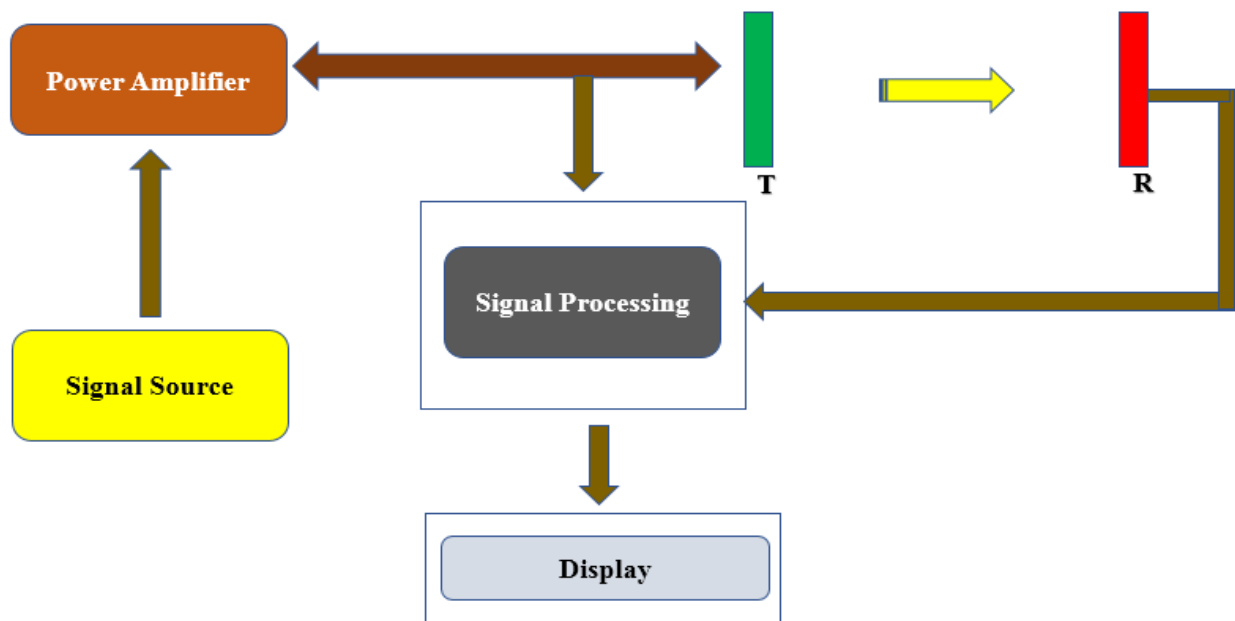 Power Amplifier
T
R
Signal Processing
Signal Source
Display